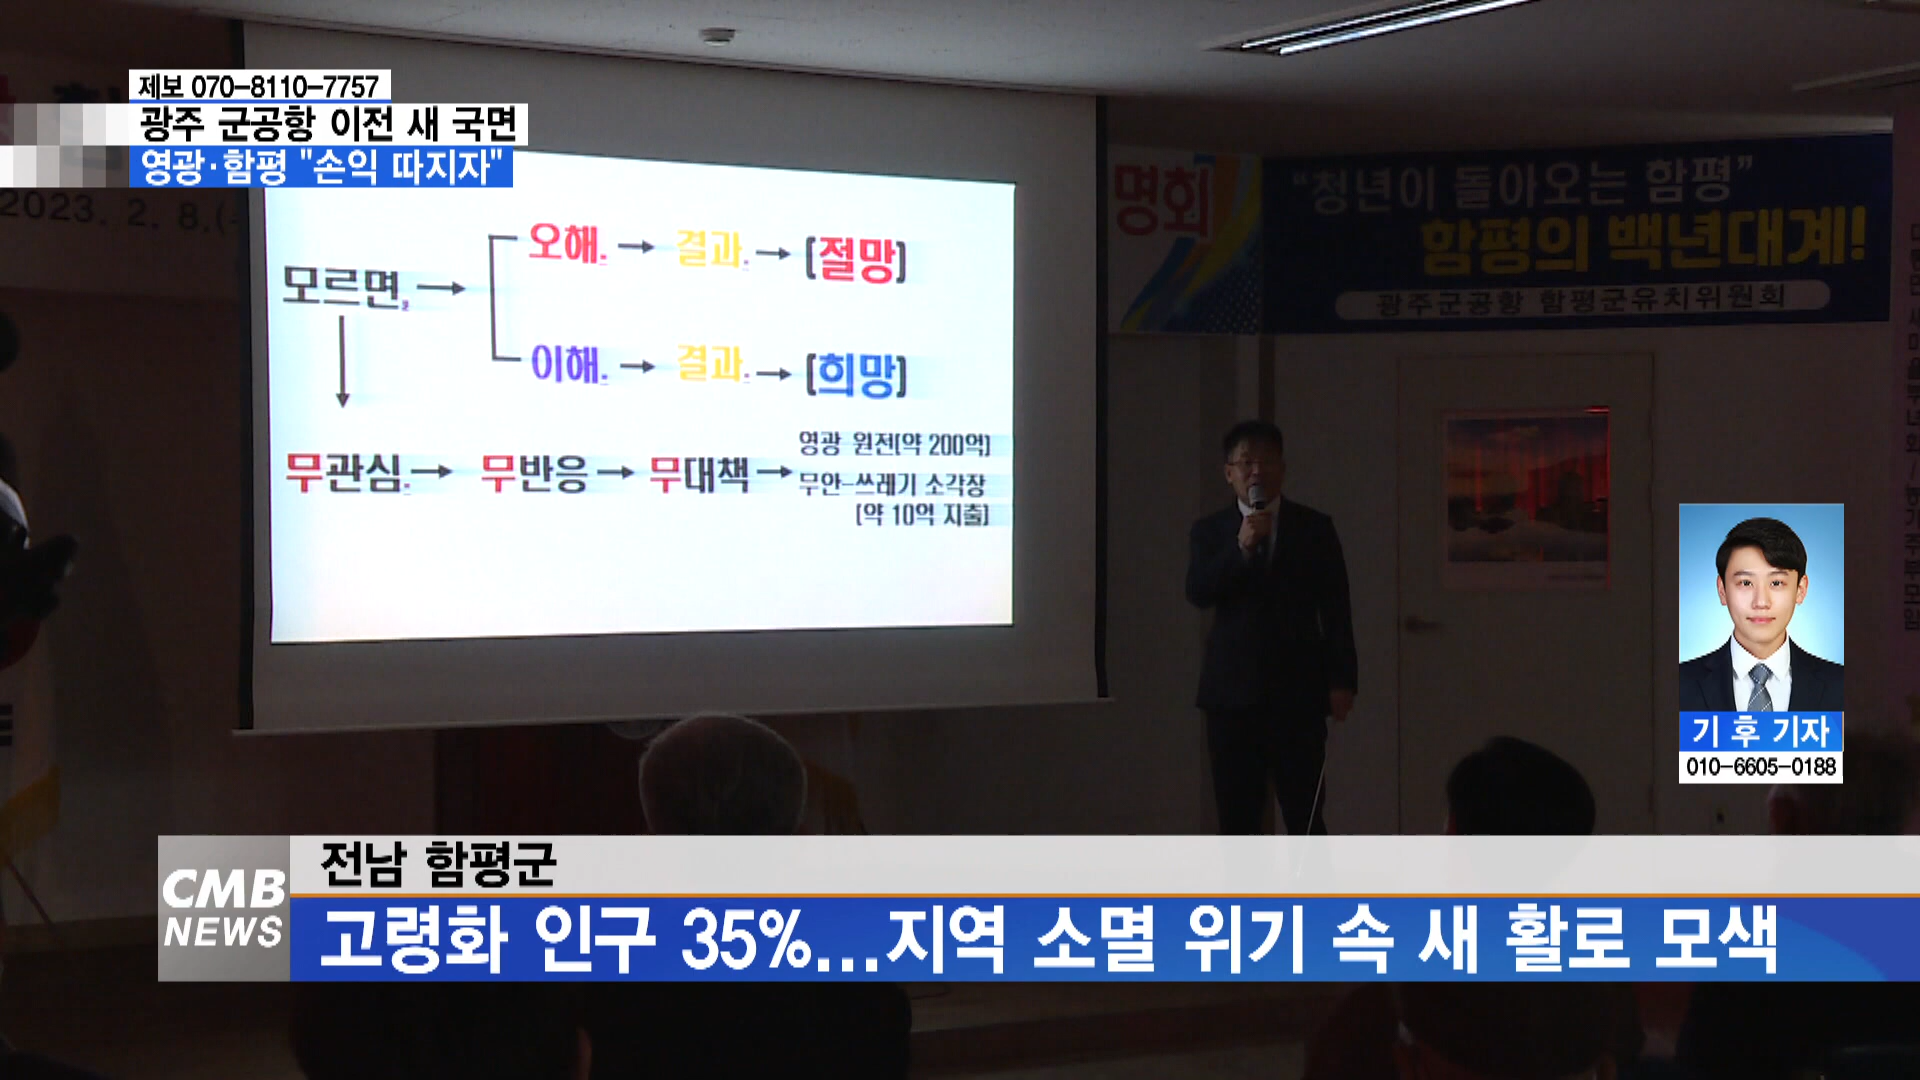 제보 070-8110-7757
광주 군공항 이전 새 국면
영광·함평 "손익 따지자"
2023. 2. 8.(
모르면
오해. → 결과. → [절망]
이해. → 결과. → [희망]
무관심. → 무반응 → 무대책 →
영광 원전[약 200억]
무안-쓰레기 소각장
[약 10억 지출]
명회
“청년이 돌아오는 함평”
함평의 백년대계!
광주군공항 함평군유치위원회
기 후 기자
010-6605-0188
CMB
NEWS
전남 함평군
고령화 인구 35%...지역 소멸 위기 속 새 활로 모색